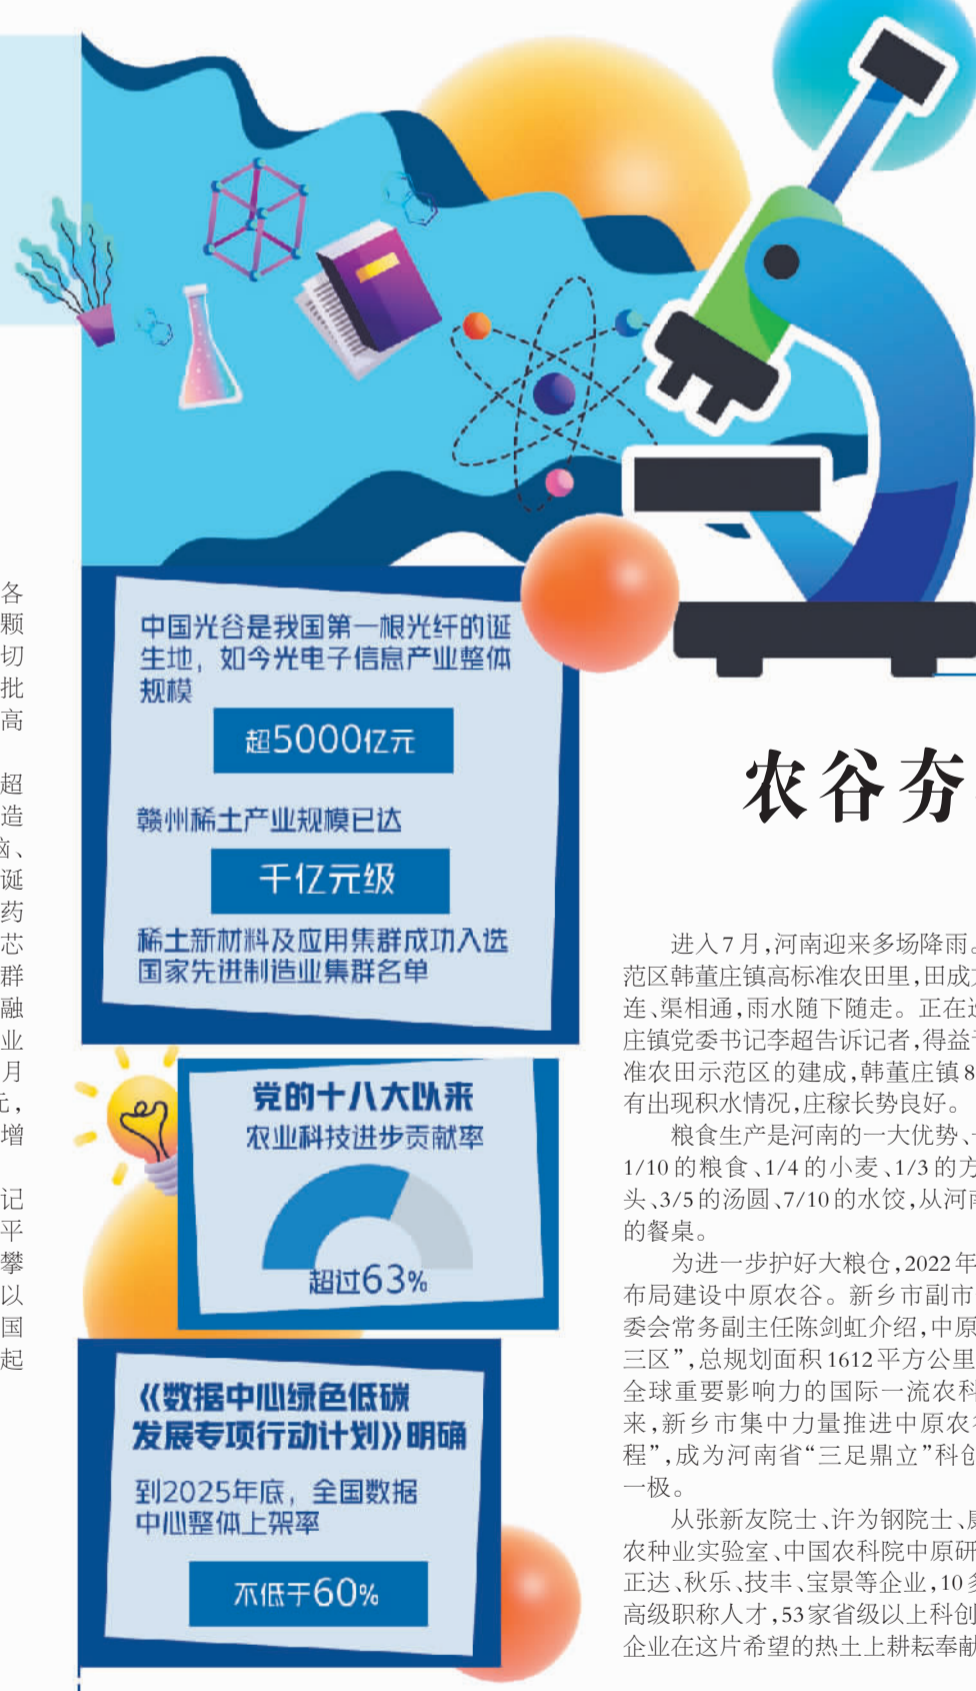 各
颗
切
批
高
超
造
脑、
诞
药
芯
群
融
业
月
元，
增
记
平
攀
以
国
起
中国光谷是我国第一根光纤的诞
生地，如今光电子信息产业整体
规模
超5000亿元
赣州稀土产业规模已达
千亿元级
稀土新材料及应用集群成功入选
国家先进制造业集群名单
党的十八大以来
农业科技进步贡献率
超过63%
《数据中心绿色低碳
发展专项行动计划》明确
到2025年底，全国数据
中心整体上架率
不低于60%
农谷夯
进入7月，河南迎来多场降雨。
范区韩董庄镇高标准农田里，田成
连、渠相通，雨水随下随走。正在
庄镇党委书记李超告诉记者，得益
准农田示范区的建成，韩董庄镇8
有出现积水情况，庄稼长势良好。
粮食生产是河南的一大优势、
1/10的粮食、1/4的小麦、1/3的方
头、3/5的汤圆、7/10的水饺，从河南
的餐桌。
为进一步护好大粮仓，2022年
布局建设中原农谷。新乡市副市
委会常务副主任陈剑虹介绍，中原
三区”，总规划面积1612平方公里
全球重要影响力的国际一流农科
来，新乡市集中力量推进中原农
程”，成为河南省“三足鼎立”科创
一极。
从张新友院士、许为钢院士、
农种业实验室、中国农科院中原研
正达、秋乐、技丰、宝景等企业，10多
高级职称人才，53家省级以上科创
企业在这片希望的热土上耕耘奉献